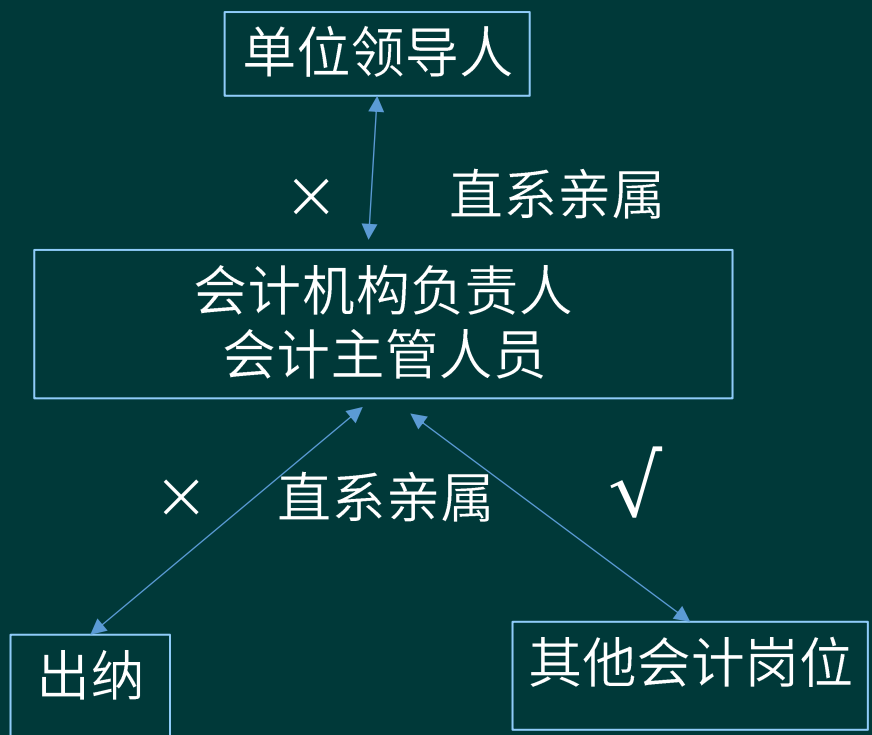 单位领导人
× 直系亲属
会计机构负责人
会计主管人员
× 直系亲属 √
出纳
其他会计岗位